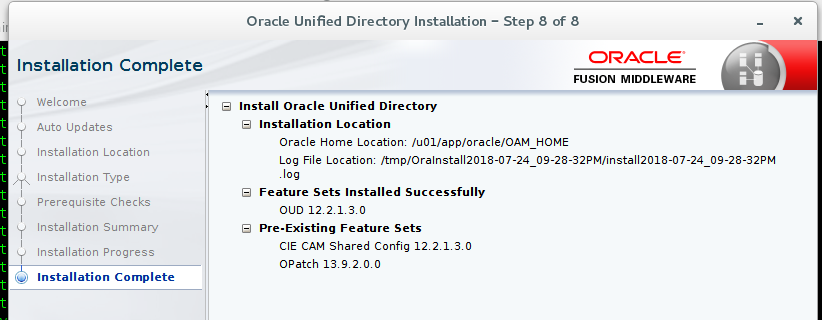 Oracle Unified Directory Installation – Step 8 of 8
Installation Complete
ORACLE
FUSION MIDDLEWARE
Welcome
Auto Updates
Installation Location
Installation Type
Prerequisite Checks
Installation Summary
Installation Progress
Installation Complete
Install Oracle Unified Directory
Installation Location
Oracle Home Location: /u01/app/oracle/OAM_HOME
Log File Location: /tmp/OraInstall2018-07-24_09-28-32PM/install2018-07-24_09-28-32PM
.log
Feature Sets Installed Successfully
OUD 12.2.1.3.0
Pre-Existing Feature Sets
CIE CAM Shared Config 12.2.1.3.0
OPatch 13.9.2.0.0